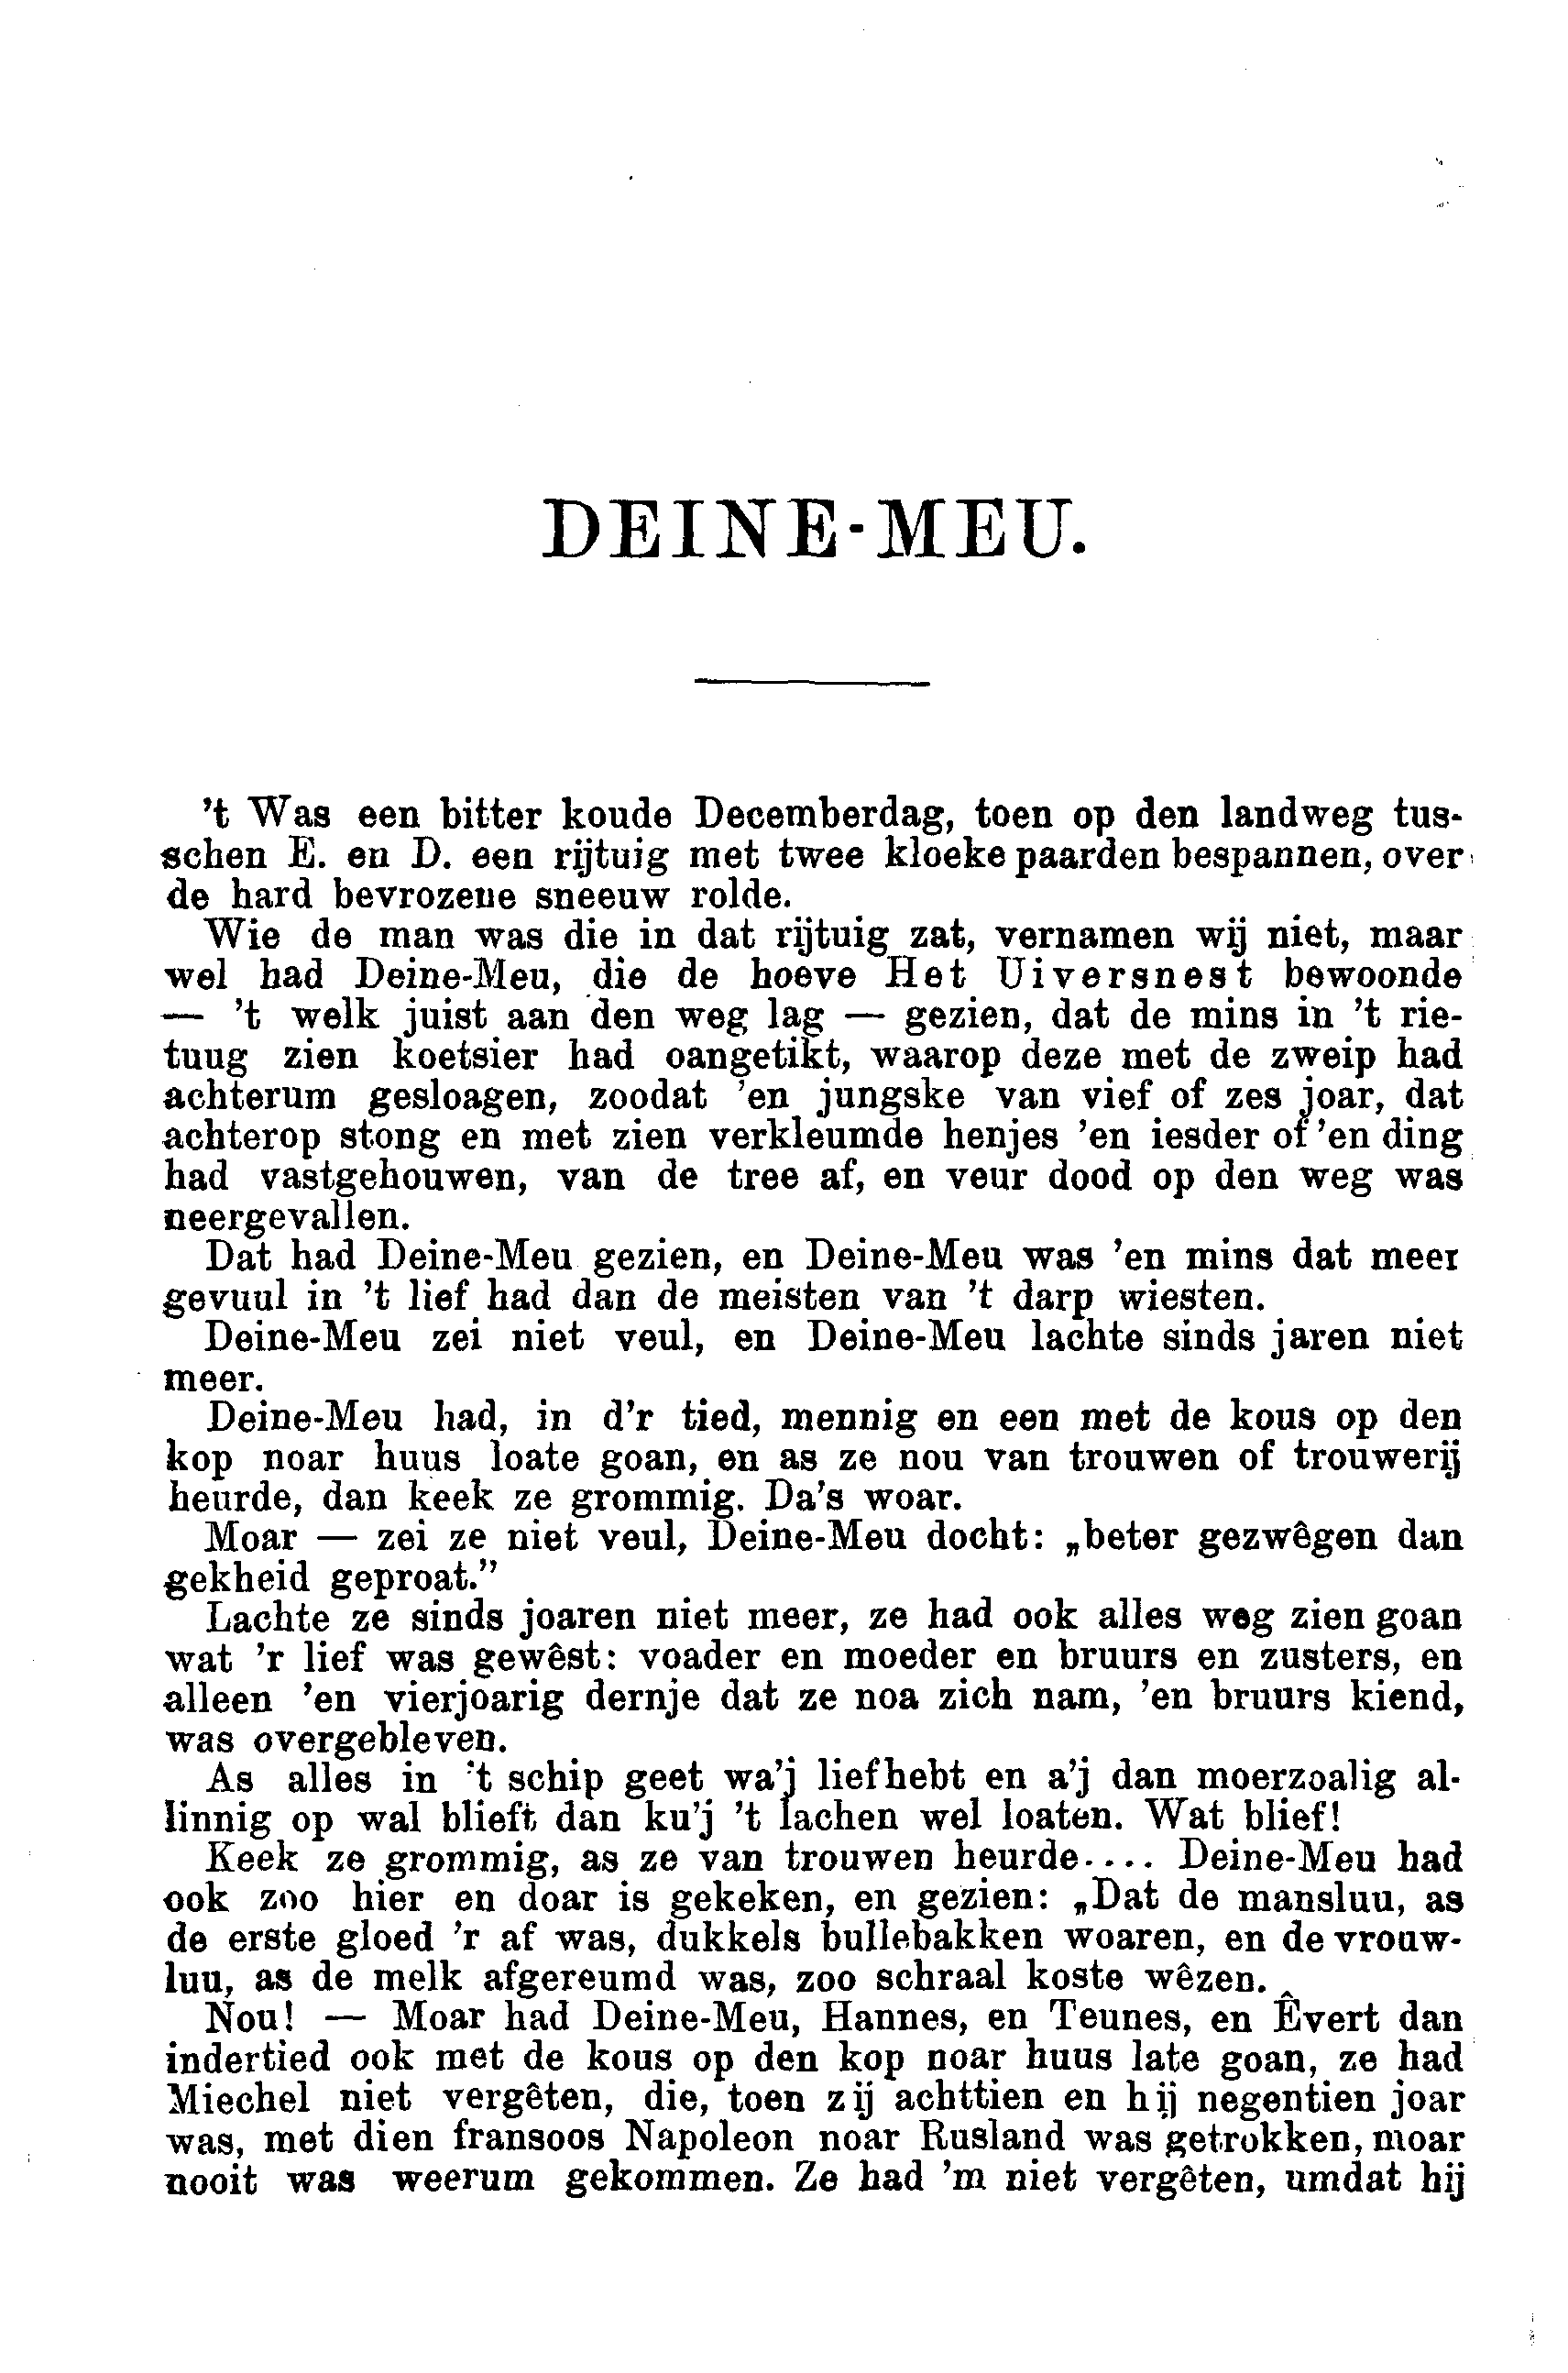 DEINE-MEU.
't Was een bitter koude Decemberdag, toen op den landweg tus-
schen E. en D. een rijtuig met twee kloeke paarden bespannen, over
de hard bevrozene sneeuw rolde.
Wie de man was die in dat rijtuig zat, vernamen wij niet, maar
wel had Deine-Meu, die de hoeve Het Uiversnest bewoonde
— 't welk juist aan den weg lag — gezien, dat de mins in 't rie-
tuug zien koetsier had oangetikt, waarop deze met de zweip had
achterum gesloagen, zoodat 'en jungske van vief of zes joar, dat
achterop stong en met zien verkleumde henjes 'en iesder of 'en ding
had vastgehouwen, van de tree af, en veur dood op den weg was
neergevallen.
Dat had Deine-Meu gezien, en Deine-Meu was 'en mins dat meer
gevuul in 't lief had dan de meisten van 't darp wiesten.
Deine-Meu zei niet veul, en Deine-Meu lachte sinds jaren niet
meer.
Deine-Meu had, in d'r tied, mennig en een met de kous op den
kop noar huus loate goan, en as ze nou van trouwen of trouwerij
heurde, dan keek ze grommig. Da's woar.
Moar — zei ze niet veul, Deine-Meu docht: „beter gezwêgen dan
gekheid geproat.”
Lachte ze sinds joaren niet meer, ze had ook alles weg zien goan
wat 'r lief was gewêst: voader en moeder en bruurs en zusters, en
alleen 'en vierjoarig dernje dat ze noa zich nam, 'en bruurs kiend,
was overgebleven.
As alles in 't schip geet wa'j liefhebt en a'j dan moerzoalig al-
linnig op wal blieft dan ku'j 't lachen wel loaten. Wat blief!
Keek ze grommig, as ze van trouwen heurde.... Deine-Meu had
ook zoo hier en doar is gekeken, en gezien: „Dat de mansluu, as
de erste gloed 'r af was, dukkels bullebakken woaren, en de vrouw-
luu, as de melk afgereumd was, zoo schraal koste wêzen.
Nou! — Moar had Deine-Meu, Hannes, en Teunes, en Êvert dan
indertied ook met de kous op den kop noar huus late goan, ze had
Miechel niet vergêten, die, toen zij achttien en hij negentien joar
was, met dien fransoos Napoleon noar Rusland was getrokken, moar
nooit was weerum gekommen. Ze had 'm niet vergêten, umdat hij